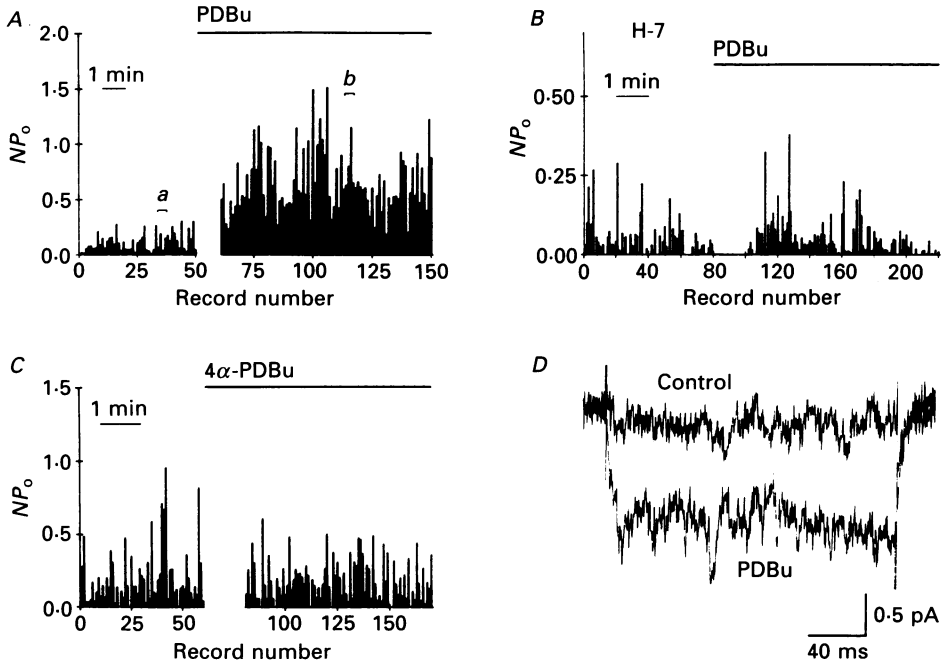 A
PDBu
2·0
1·5
1·0
0·5
0·0
NPo
1 min
a
b
0
25
50
75
100
125
150
Record number
B
H-7
PDBu
1 min
0·50
0·25
0·00
NPo
0
40
80
120
160
200
Record number
C
4α-PDBu
1·5
1·0
0·5
0·0
NPo
1 min
0
25
50
100
150
Record number
D
Control
PDBu
0·5 pA
40 ms